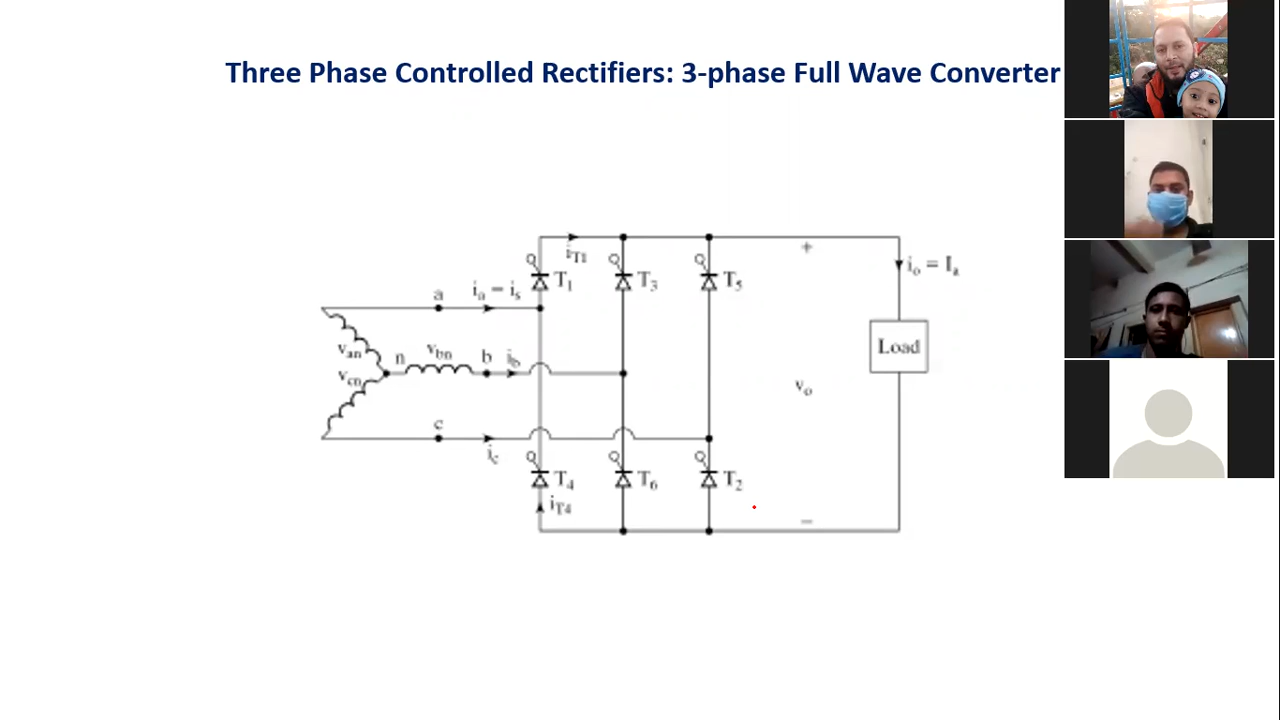 Three Phase Controlled Rectifiers: 3-phase Full Wave Converter
iT1
+
T1
T3
T5
io = Ia
a
ia = is
van
n
vbn
b
ib
Load
vcn
vo
c
ic
T4
T6
T2
iT4
−